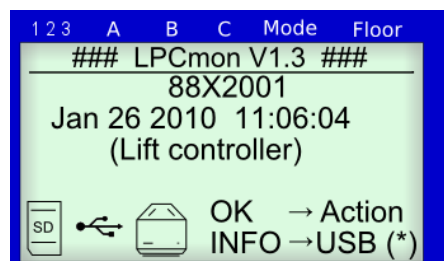 1 2 3 A B C Mode Floor
### LPCmon V1.3 ###
88X2001
Jan 26 2010 11:06:04
(Lift controller)
SD OK → Action
INFO → USB (*)